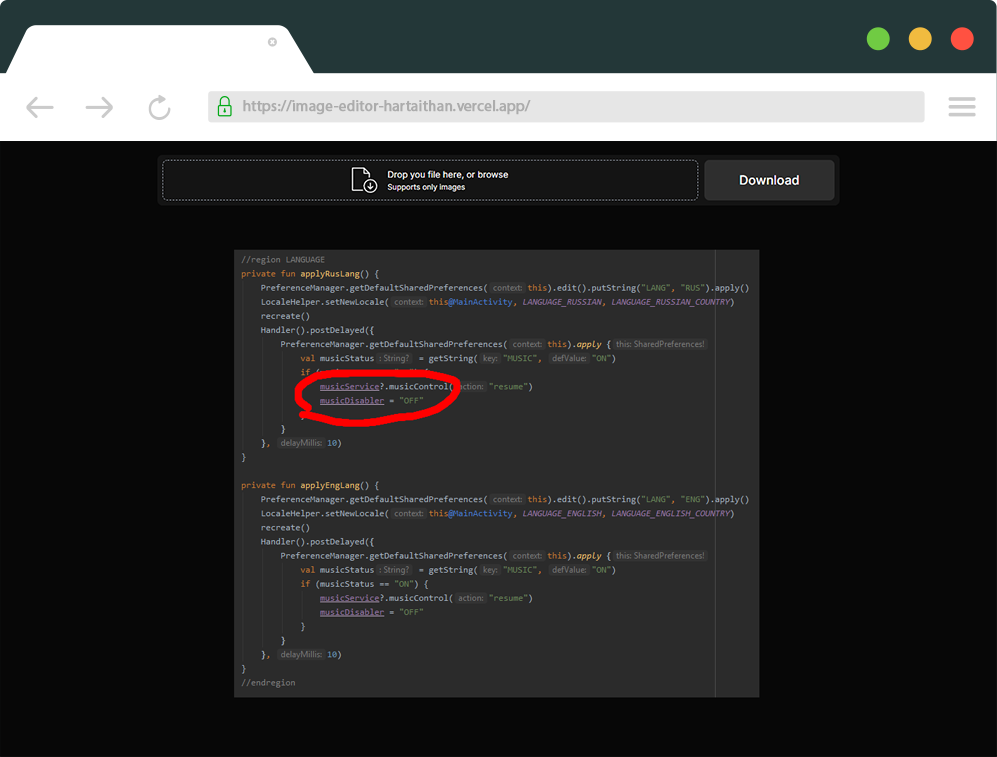 https://image-editor-hartaithan.vercel.app/
Drop you file here, or browse
Supports only images
Download
//region LANGUAGE
private fun applyRusLang() {
PreferenceManager.getDefaultSharedPreferences( context: this).edit().putString("LANG", "RUS").apply()
LocaleHelper.setNewLocale( context: this@MainActivity, LANGUAGE_RUSSIAN, LANGUAGE_RUSSIAN_COUNTRY)
recreate()
Handler().postDelayed({
PreferenceManager.getDefaultSharedPreferences( context: this).apply { this: SharedPreferences!
val musicStatus : String? = getString( key: "MUSIC", defValue: "ON")
if (
musicService?.musicControl( action: "resume")
musicDisabler = "OFF"
}
}, delayMillis: 10)
}
private fun applyEngLang() {
PreferenceManager.getDefaultSharedPreferences( context: this).edit().putString("LANG", "ENG").apply()
LocaleHelper.setNewLocale( context: this@MainActivity, LANGUAGE_ENGLISH, LANGUAGE_ENGLISH_COUNTRY)
recreate()
Handler().postDelayed({
PreferenceManager.getDefaultSharedPreferences( context: this).apply { this: SharedPreferences!
val musicStatus : String? = getString( key: "MUSIC", defValue: "ON")
if (musicStatus == "ON") {
musicService?.musicControl( action: "resume")
musicDisabler = "OFF"
}
}
}, delayMillis: 10)
}
//endregion